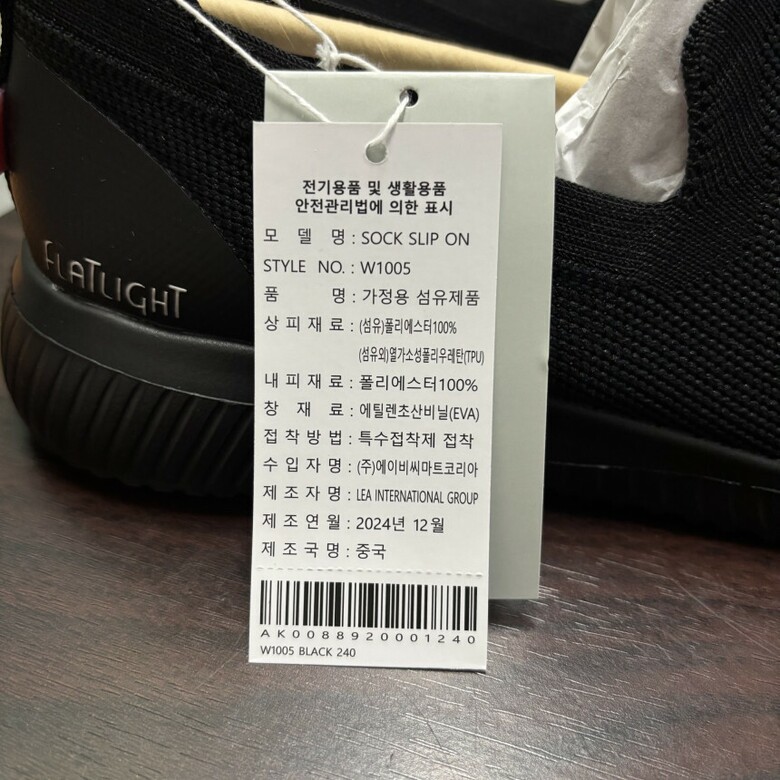 FLATLIGHT
전기용품 및 생활용품
안전관리법에 의한 표시
모 델 명 : SOCK SLIP ON
STYLE NO. : W1005
품 명 : 가정용 섬유제품
상 피 재 료 : (섬유)폴리에스터100%
(섬유외)열가소성폴리우레탄(TPU)
내 피 재 료 : 폴리에스터100%
창 재 료 : 에틸렌초산비닐(EVA)
접 착 방 법 : 특수접착제 접착
수 입 자 명 : (주)에이비씨마트코리아
제 조 자 명 : LEA INTERNATIONAL GROUP
제 조 연 월 : 2024년 12월
제 조 국 명 : 중국
AK0088920001240
W1005 BLACK 240